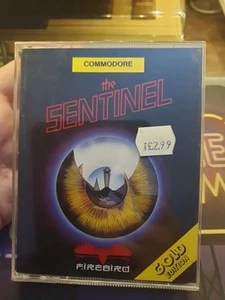 COMMODORE
the
SENTINEL
£2.99
FIREBIRD
GOLD
EDITION